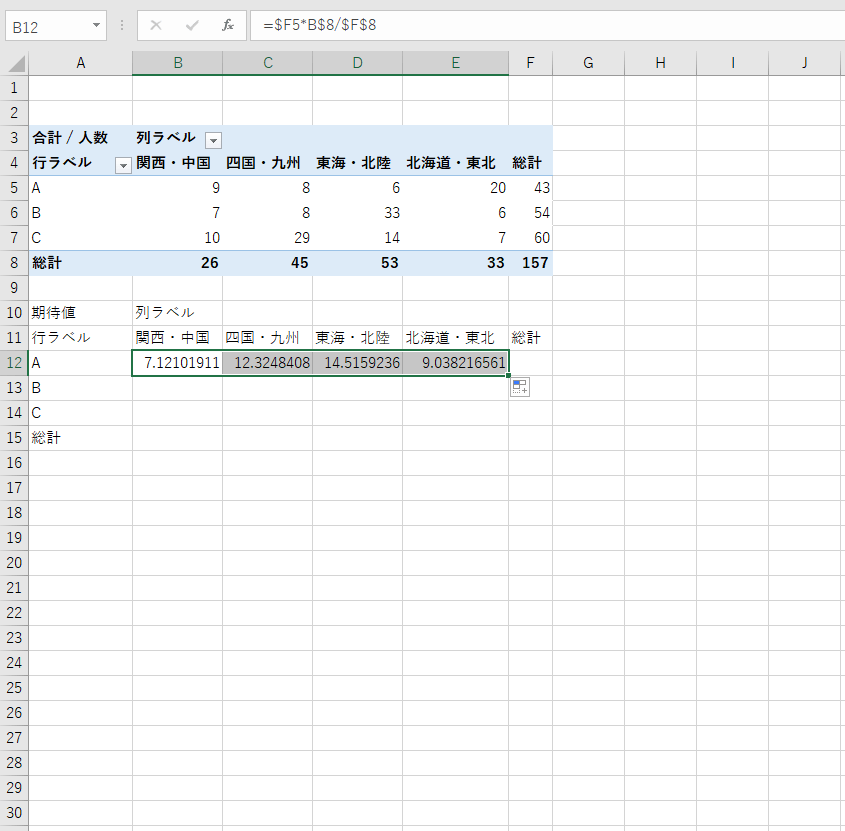 B12 fx =$F5*B$8/$F$8
A B C D E F G H I J
1
2
3 合計 / 人数 列ラベル
4 行ラベル 関西・中国 四国・九州 東海・北陸 北海道・東北 総計
5 A 9 8 6 20 43
6 B 7 8 33 6 54
7 C 10 29 14 7 60
8 総計 26 45 53 33 157
9
10 期待値 列ラベル
11 行ラベル 関西・中国 四国・九州 東海・北陸 北海道・東北 総計
12 A 7.12101911 12.3248408 14.5159236 9.038216561
13 B
14 C
15 総計
16
17
18
19
20
21
22
23
24
25
26
27
28
29
30